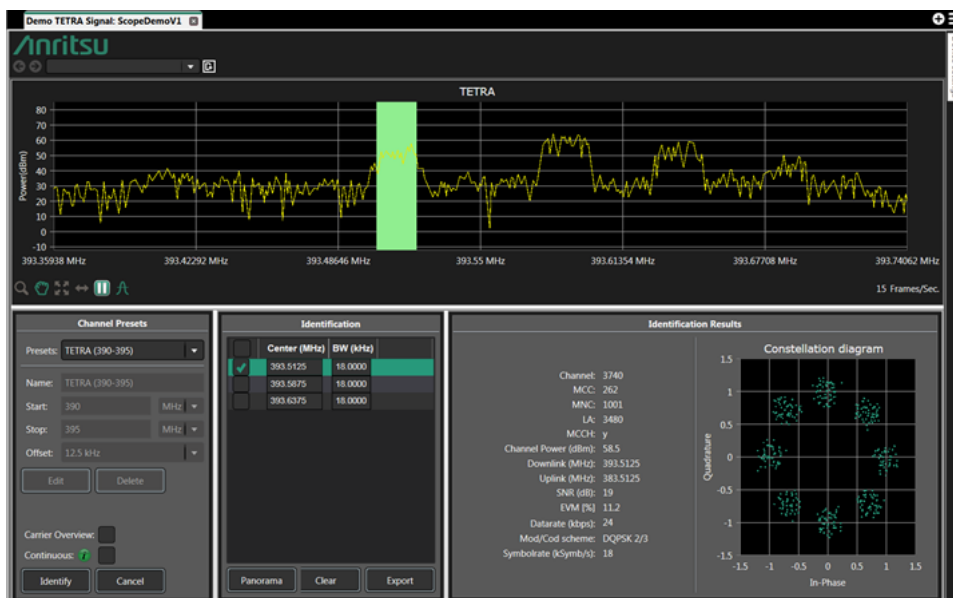 Demo TETRA Signal: ScopeDemoV1
Anritsu
TETRA
Power(dBm)
80
70
60
50
40
30
20
10
0
-10
393.35938 MHz 393.42292 MHz 393.48646 MHz 393.55 MHz 393.61354 MHz 393.67708 MHz 393.74062 MHz
15 Frames/Sec.
Channel Presets
Presets: TETRA (390-395)
Name: TETRA (390-395)
Start: 390 MHz
Stop: 395 MHz
Offset: 12.5 kHz
Edit Delete
Carrier Overview:
Continuous: i
Identify Cancel
Identification
Center (MHz) BW (kHz)
393.5125 18.0000
393.5875 18.0000
393.6375 18.0000
Panorama Clear Export
Identification Results
Channel: 3740
MCC: 262
MNC: 1001
LA: 3480
MCCH: y
Channel Power (dBm): 58.5
Downlink (MHz): 393.5125
Uplink (MHz): 383.5125
SNR (dB): 19
EVM [%] 11.2
Datarate (kbps): 24
Mod/Cod scheme: DQPSK 2/3
Symbolrate (kSymb/s): 18
Constellation diagram
Quadrature
1.5
1
0.5
0
-0.5
-1
-1.5
-1.5 -1 -0.5 0 0.5 1 1.5
In-Phase